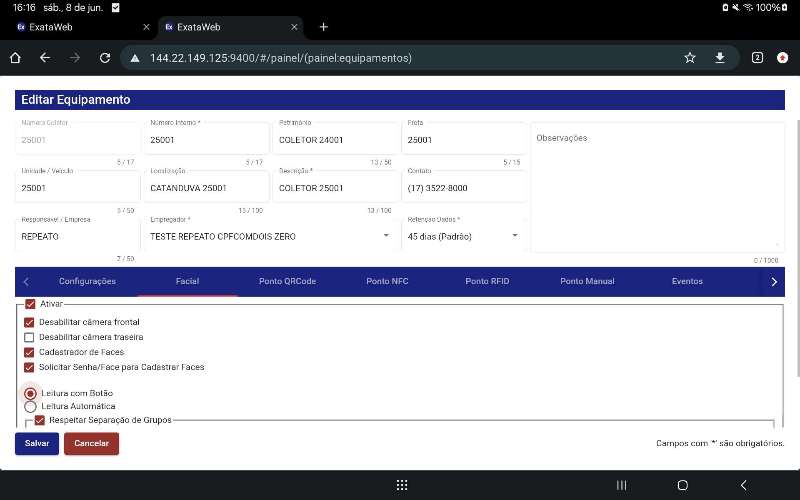 16:16 sáb., 8 de jun. 100%
Ex ExataWeb
Ex ExataWeb
144.22.149.125:9400/#/painel/(painel:equipamentos)
2
Editar Equipamento
Número Coletor
25001
5 / 17
Número Interno *
25001
5 / 17
Patrimônio
COLETOR 24001
13 / 50
Frota
25001
5 / 15
Observações
0 / 1000
Unidade / Veículo
25001
5 / 50
Localização
CATANDUVA 25001
15 / 100
Descrição *
COLETOR 25001
13 / 100
Contato
(17) 3522-8000
Responsável / Empresa
REPEATO
7 / 50
Empregador *
TESTE REPEATO CPFCOMDOIS ZERO
Retenção Dados *
45 dias (Padrão)
Configurações Facial Ponto QRCode Ponto NFC Ponto RFID Ponto Manual Eventos
Ativar
Desabilitar câmera frontal
Desabilitar câmera traseira
Cadastrador de Faces
Solicitar Senha/Face para Cadastrar Faces
Leitura com Botão
Leitura Automática
Respeitar Separação de Grupos
Salvar Cancelar
Campos com '*' são obrigatórios.